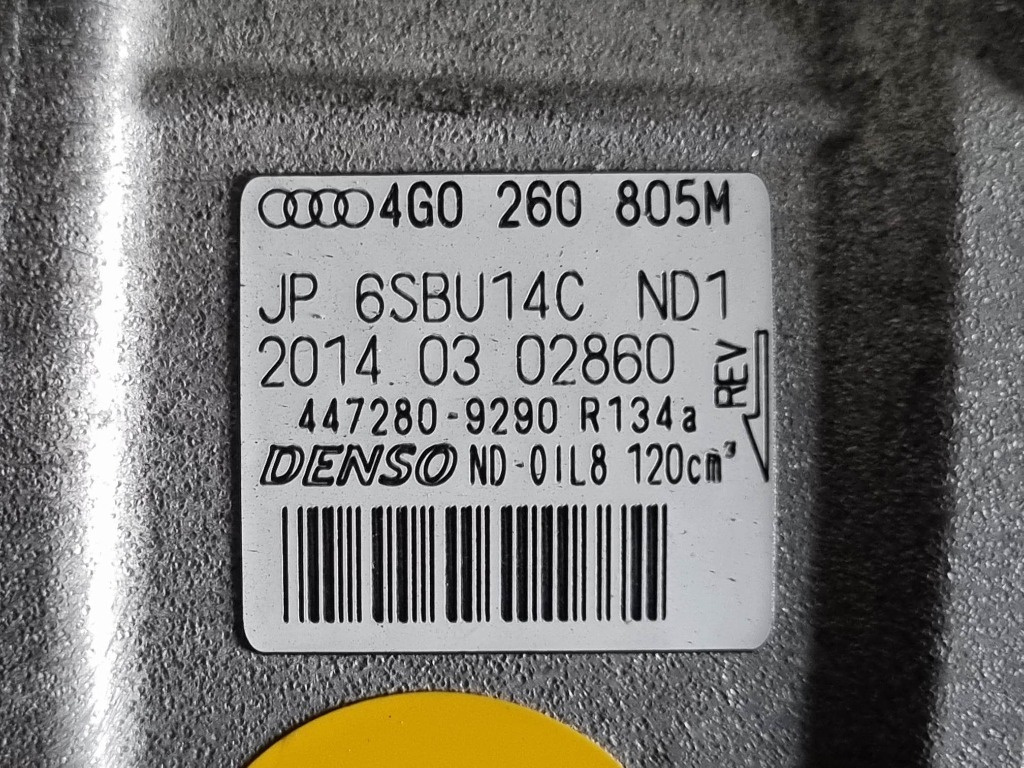 4G0 260 805M
JP 6SBU14C ND1
2014 03 02860
REV
447280-9290 R134a
DENSO ND-OIL8 120cm³